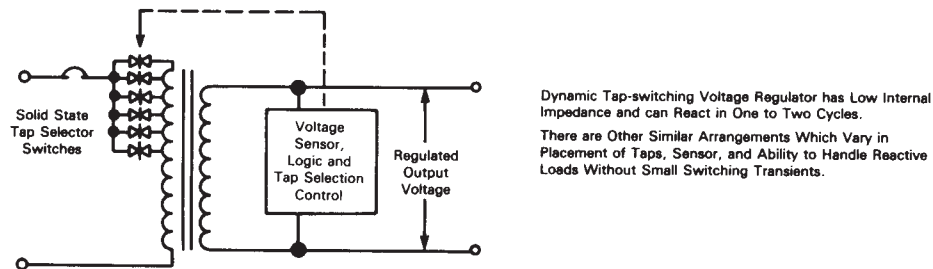 Solid State
Tap Selector
Switches
Voltage
Sensor,
Logic and
Tap Selection
Control
Regulated
Output
Voltage
Dynamic Tap-switching Voltage Regulator has Low Internal
Impedance and can React in One to Two Cycles.
There are Other Similar Arrangements Which Vary in
Placement of Taps, Sensor, and Ability to Handle Reactive
Loads Without Small Switching Transients.